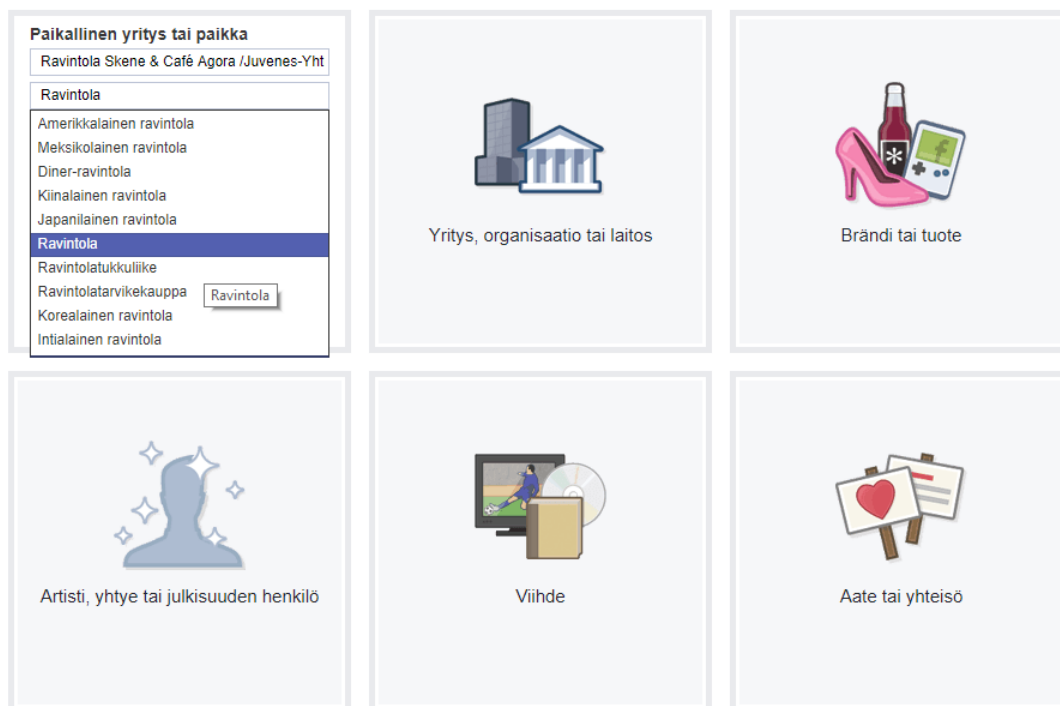 Paikallinen yritys tai paikka
Ravintola Skene & Café Agora /Juvenes-Yht
Ravintola
Amerikkalainen ravintola
Meksikolainen ravintola
Diner-ravintola
Kiinalainen ravintola
Japanilainen ravintola
Ravintola
Ravintolatukkuliike
Ravintolatarvikekauppa
Ravintola
Korealainen ravintola
Intialainen ravintola
Yritys, organisaatio tai laitos
Brändi tai tuote
Artisti, yhtye tai julkisuuden henkilö
Viihde
Aate tai yhteisö